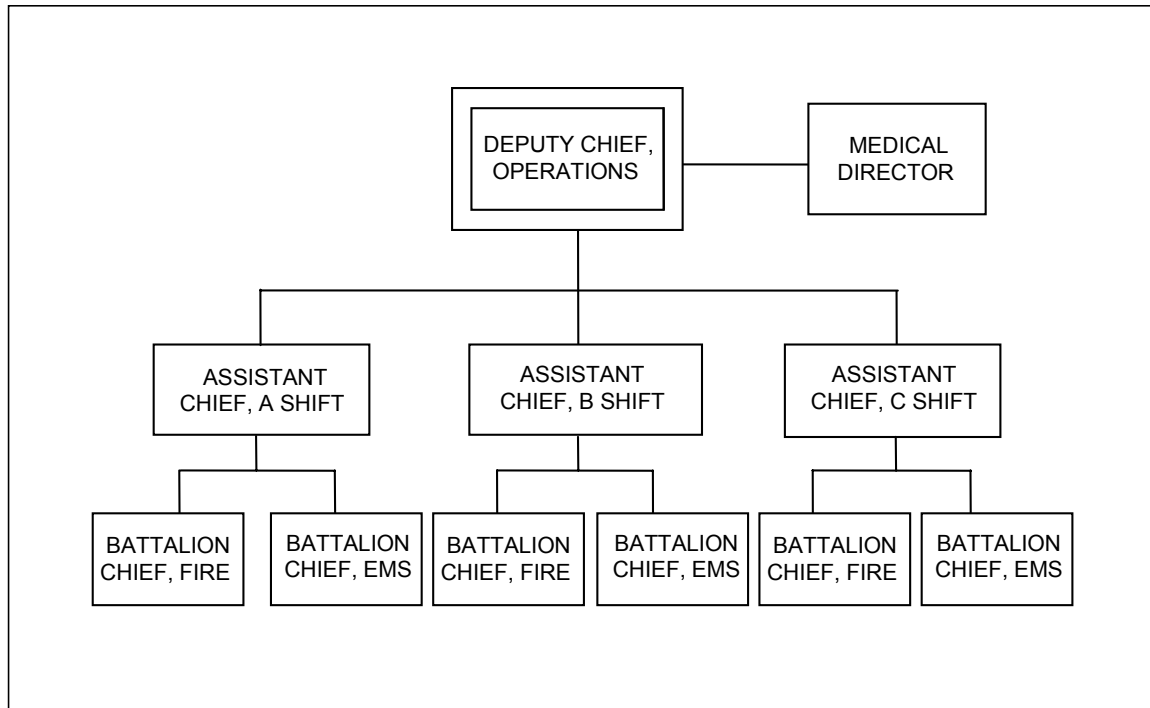 DEPUTY CHIEF,
OPERATIONS
MEDICAL
DIRECTOR
ASSISTANT
CHIEF, A SHIFT
ASSISTANT
CHIEF, B SHIFT
ASSISTANT
CHIEF, C SHIFT
BATTALION
CHIEF, FIRE
BATTALION
CHIEF, EMS
BATTALION
CHIEF, FIRE
BATTALION
CHIEF, EMS
BATTALION
CHIEF, FIRE
BATTALION
CHIEF, EMS